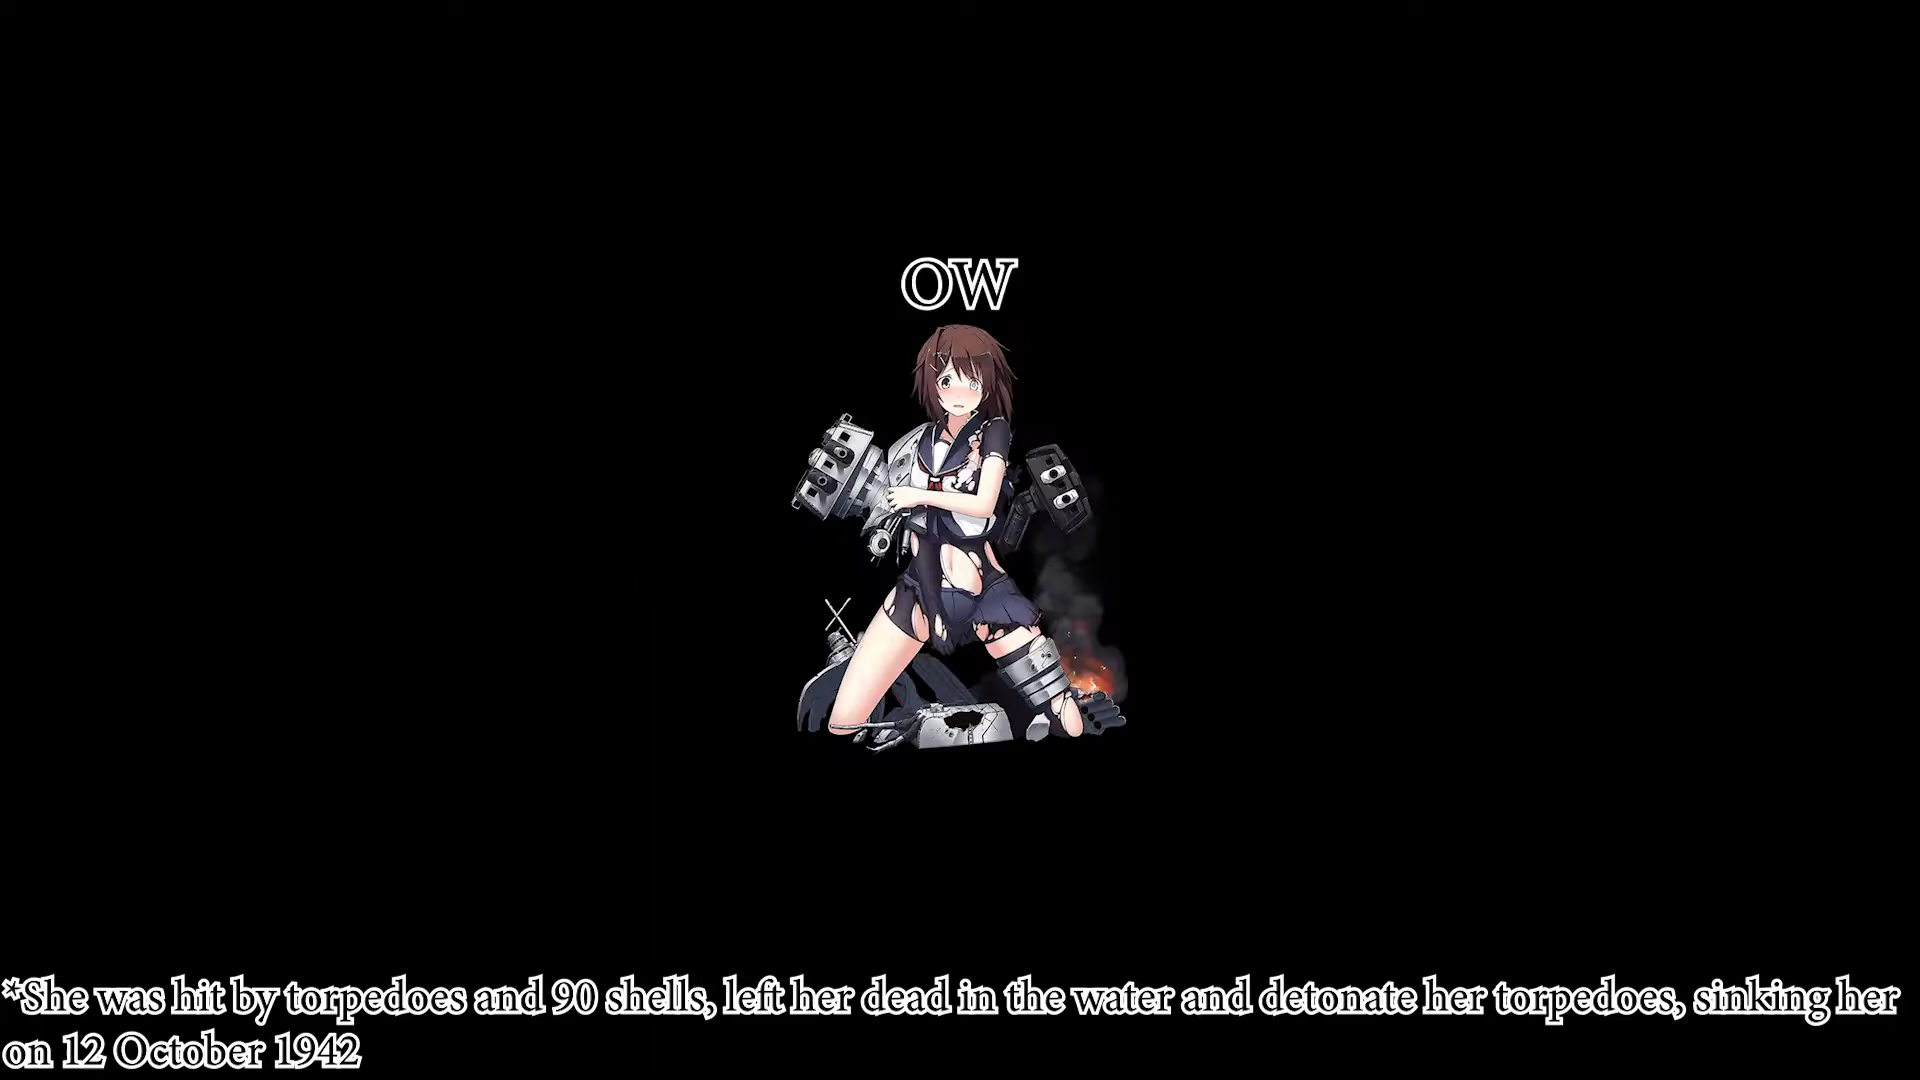 OW
*She was hit by torpedoes and 90 shells, left her dead in the water and detonate her torpedoes, sinking her
on 12 October 1942